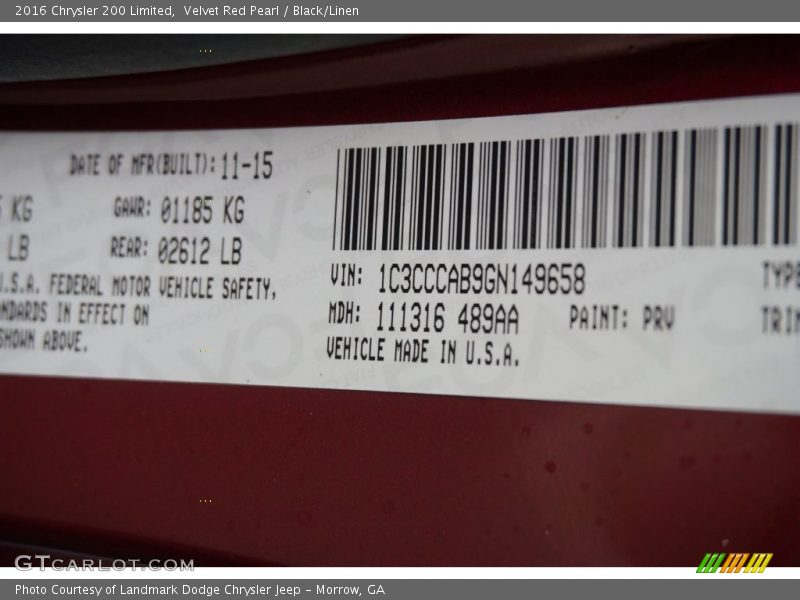 2016 Chrysler 200 Limited, Velvet Red Pearl / Black/Linen
DATE OF MFR(BUILT): 11-15
KG GAWR: 01185 KG
LB REAR: 02612 LB
U.S.A. FEDERAL MOTOR VEHICLE SAFETY,
IN EFFECT ON
SHOWN ABOVE.
VIN: 1C3CCCAB9GN149658
MDH: 111316 489AA PAINT: PRV
VEHICLE MADE IN U.S.A.
TYPE
TRIM
GTCARLOT.COM
Photo Courtesy of Landmark Dodge Chrysler Jeep - Morrow, GA